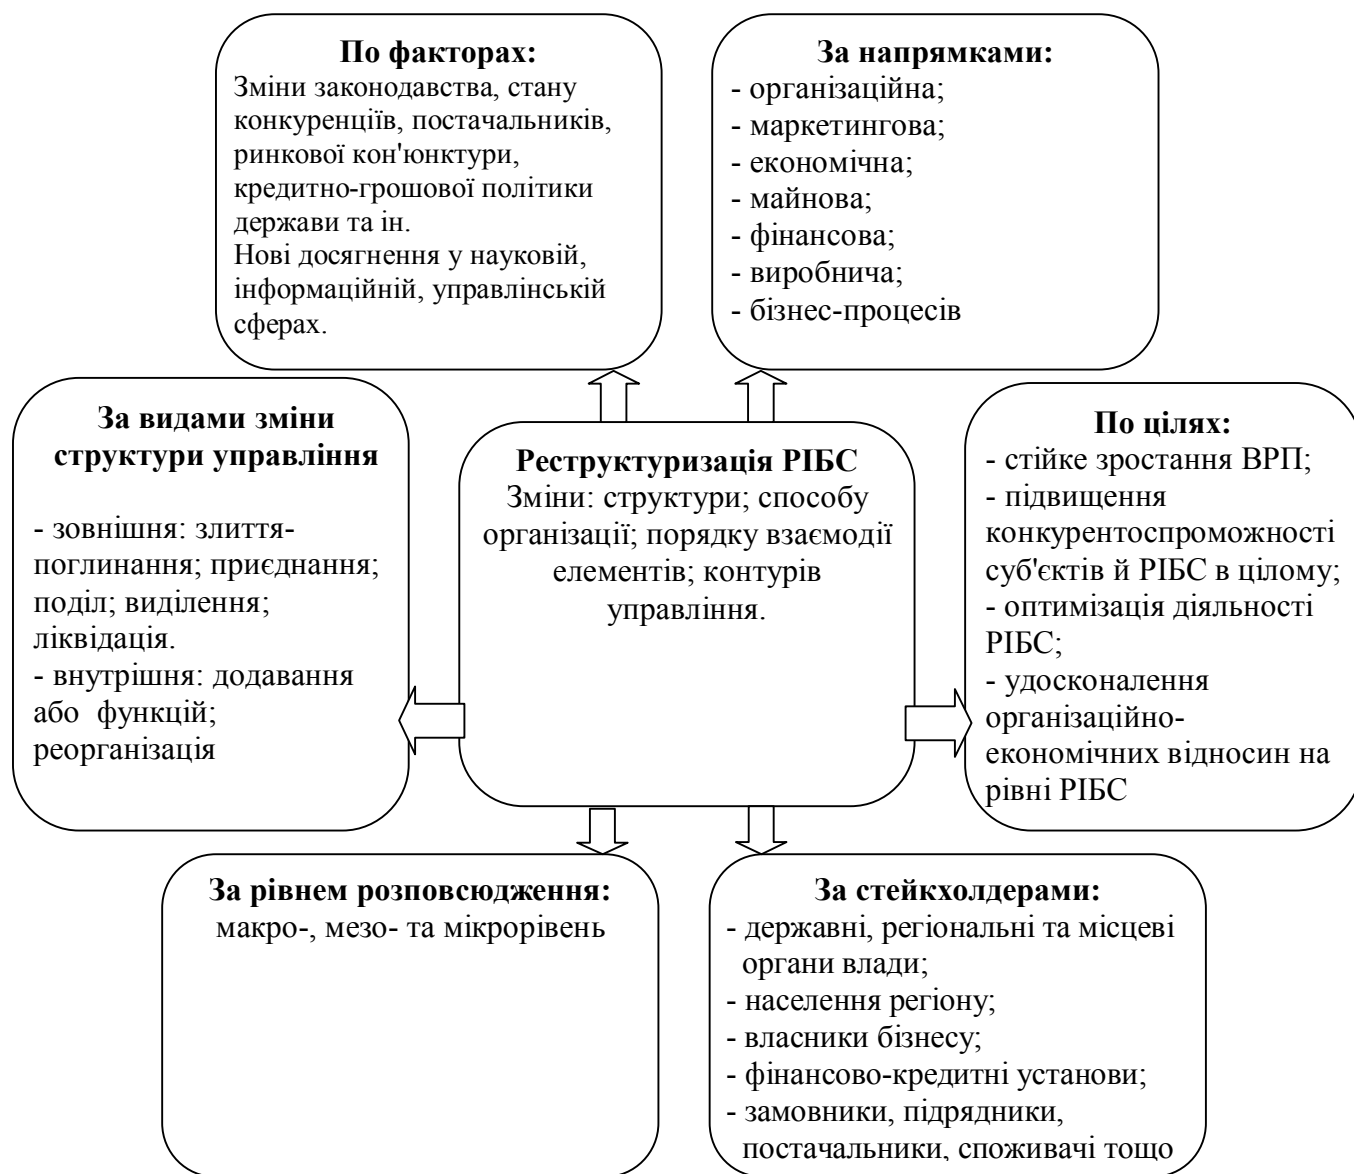 По факторах:
Зміни законодавства, стану
конкуренціїв, постачальників,
ринкової кон'юнктури,
кредитно-грошової політики
держави та ін.
Нові досягнення у науковій,
інформаційній, управлінській
сферах.
За напрямками:
- організаційна;
- маркетингова;
- економічна;
- майнова;
- фінансова;
- виробнича;
- бізнес-процесів
За видами зміни
структури управління
- зовнішня: злиття-
поглинання; приєднання;
поділ; виділення;
ліквідація.
- внутрішня: додавання
або функцій;
реорганізація
Реструктуризація РІБС
Зміни: структури; способу
організації; порядку взаємодії
елементів; контурів
управління.
По цілях:
- стійке зростання ВРП;
- підвищення
конкурентоспроможності
суб'єктів й РІБС в цілому;
- оптимізація діяльності
РІБС;
- удосконалення
організаційно-
економічних відносин на
рівні РІБС
За рівнем розповсюдження:
макро-, мезо- та мікрорівень
За стейкхолдерами:
- державні, регіональні та місцеві
органи влади;
- населення регіону;
- власники бізнесу;
- фінансово-кредитні установи;
- замовники, підрядники,
постачальники, споживачі тощо